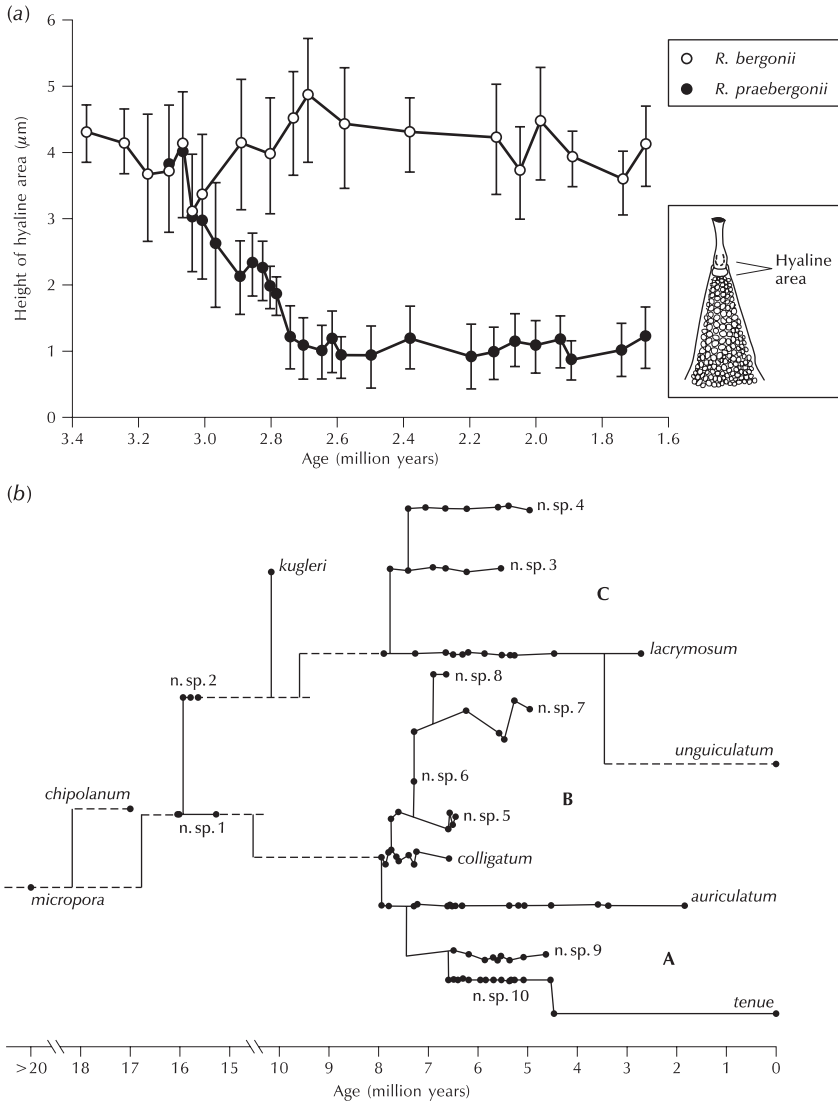 (a)
6
5
4
3
2
1
0
Height of hyaline area (μm)
3.4 3.2 3.0 2.8 2.6 2.4 2.2 2.0 1.8 1.6
Age (million years)
R. bergonii
R. praebergonii
Hyaline
area
(b)
n. sp. 4
kugleri
n. sp. 3
C
lacrymosum
n. sp. 2
n. sp. 8
n. sp. 7
unguiculatum
n. sp. 6
chipolanum
B
n. sp. 5
n. sp. 1
colligatum
micropora
auriculatum
n. sp. 9
A
n. sp. 10
tenue
>20 18 17 16 15 10 9 8 7 6 5 4 3 2 1 0
Age (million years)